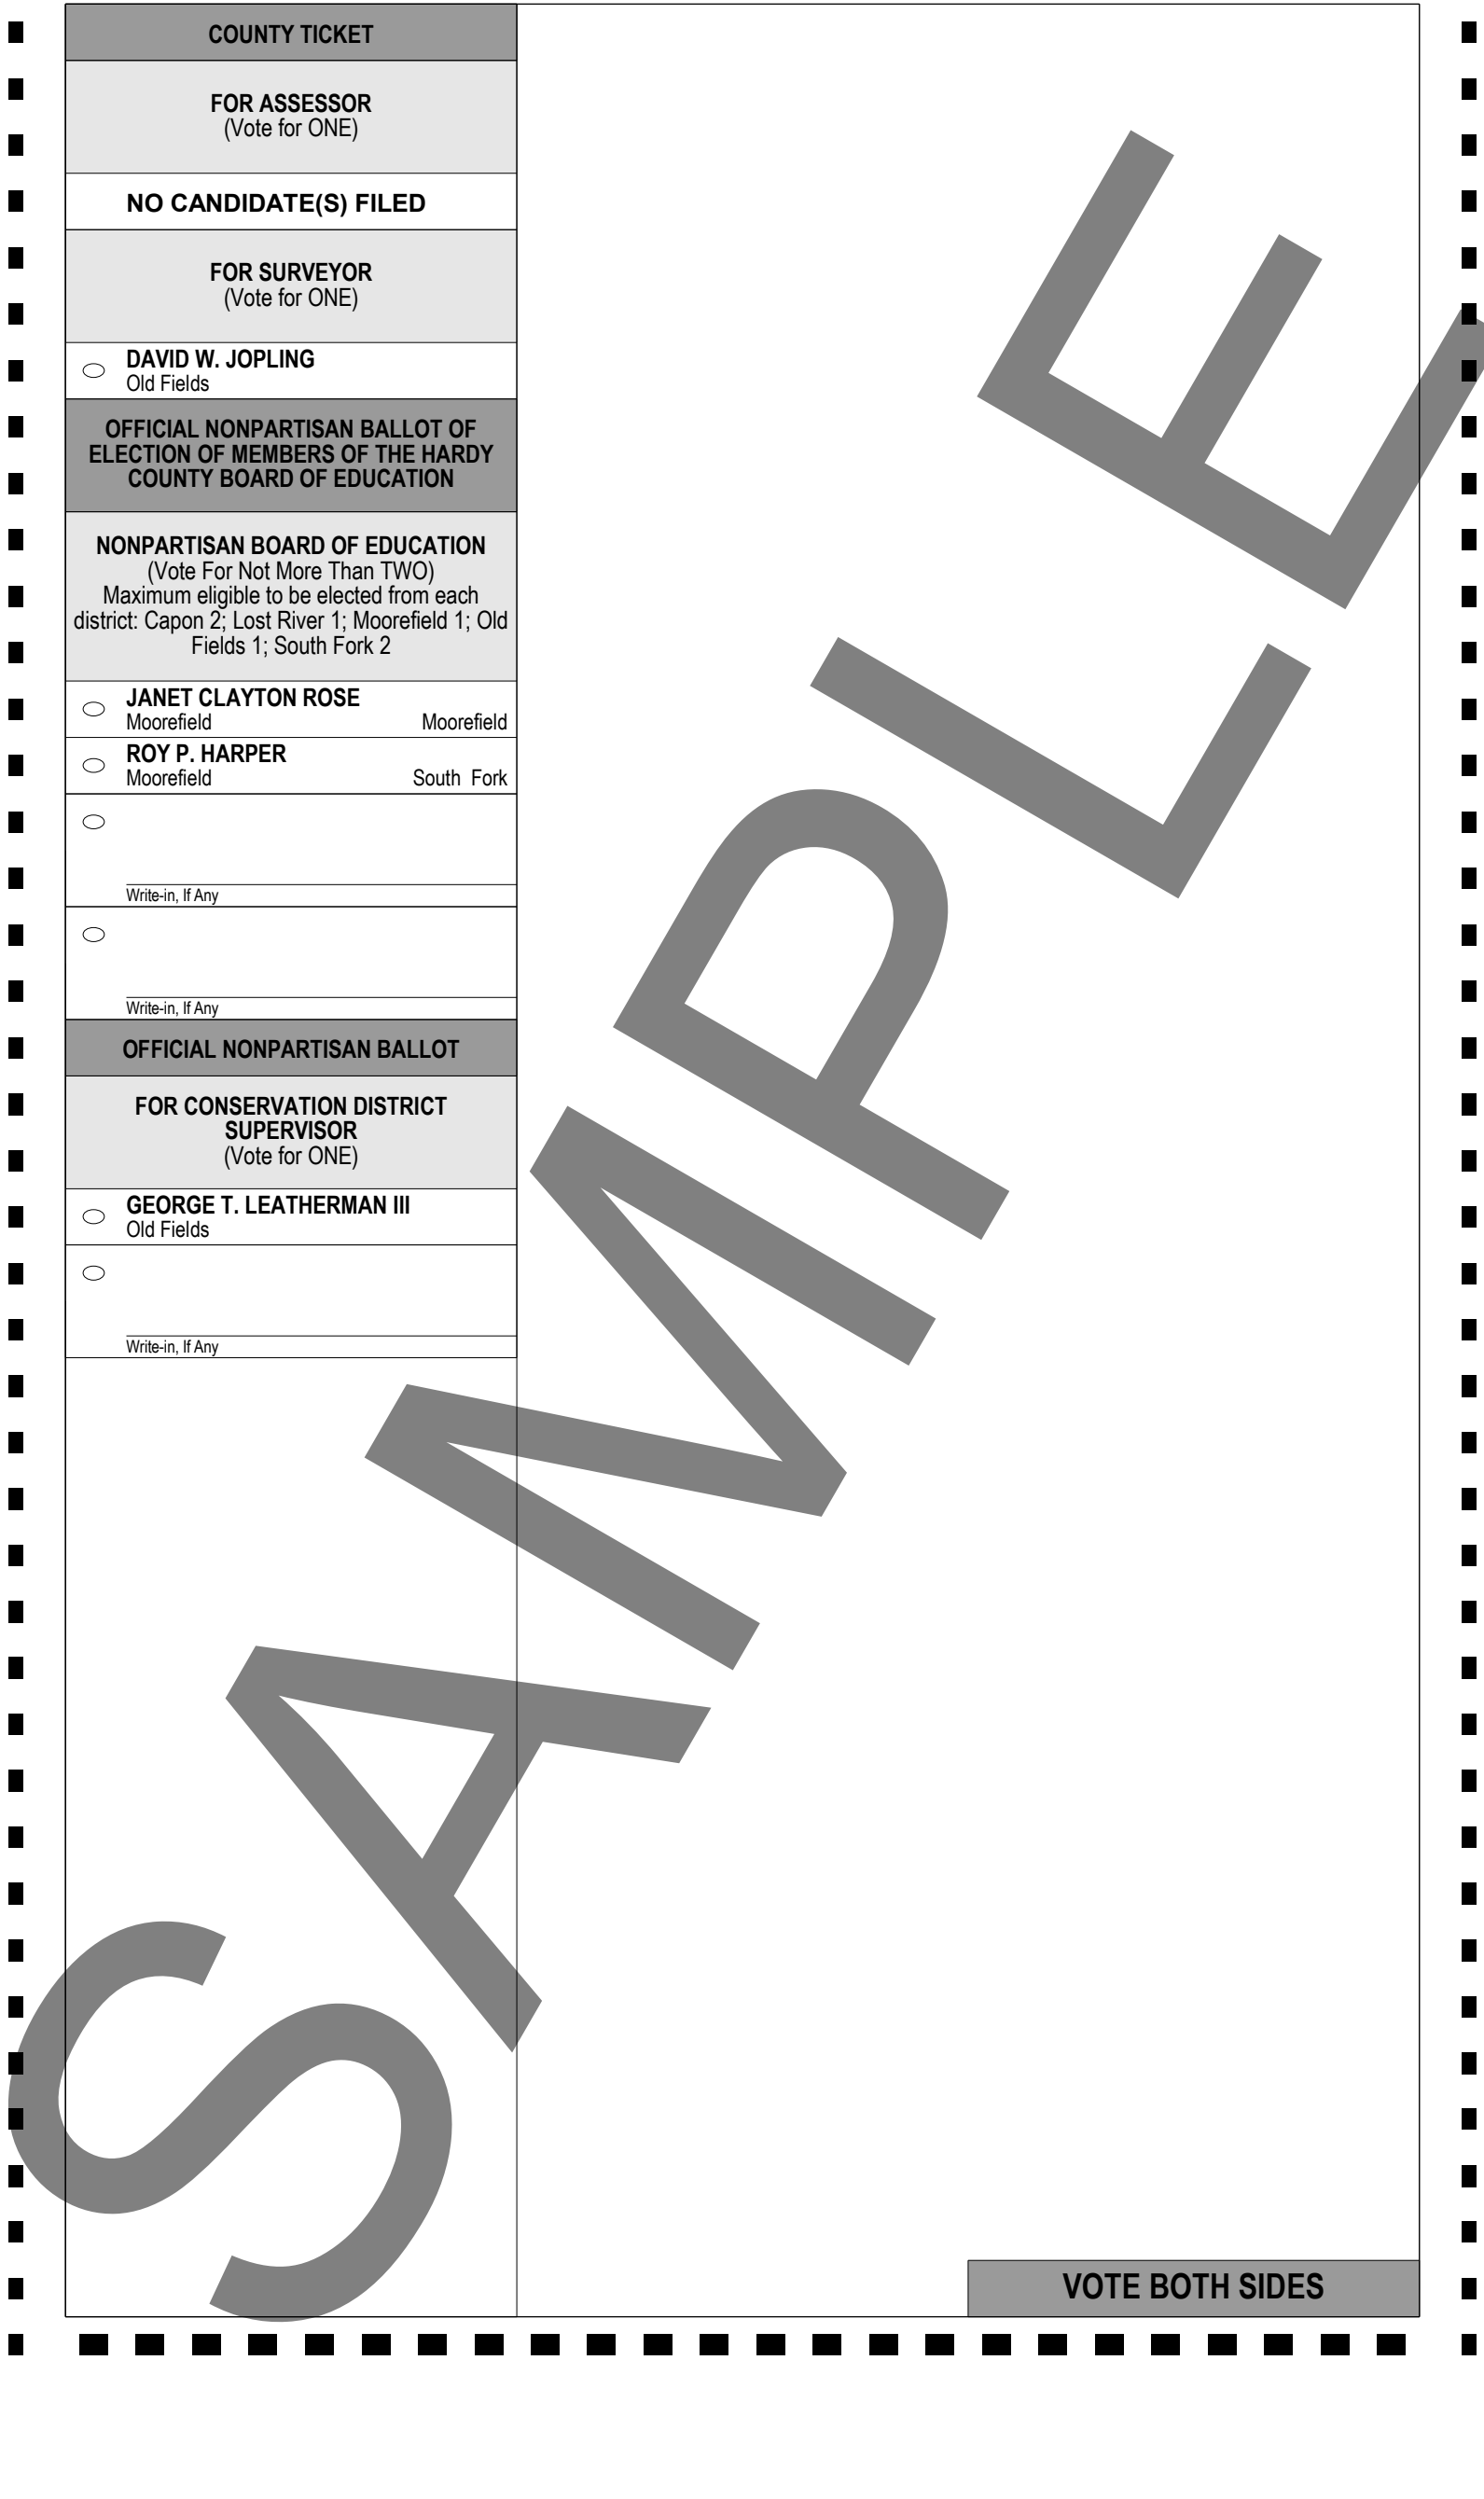 COUNTY TICKET
FOR ASSESSOR
(Vote for ONE)
NO CANDIDATE(S) FILED
FOR SURVEYOR
(Vote for ONE)
DAVID W. JOPLING
Old Fields
OFFICIAL NONPARTISAN BALLOT OF
ELECTION OF MEMBERS OF THE HARDY
COUNTY BOARD OF EDUCATION
NONPARTISAN BOARD OF EDUCATION
(Vote For Not More Than TWO)
Maximum eligible to be elected from each
district: Capon 2; Lost River 1; Moorefield 1; Old
Fields 1; South Fork 2
JANET CLAYTON ROSE
Moorefield Moorefield
ROY P. HARPER
Moorefield South Fork
Write-in, If Any
Write-in, If Any
OFFICIAL NONPARTISAN BALLOT
FOR CONSERVATION DISTRICT
SUPERVISOR
(Vote for ONE)
GEORGE T. LEATHERMAN III
Old Fields
Write-in, If Any
SAMPLE
VOTE BOTH SIDES